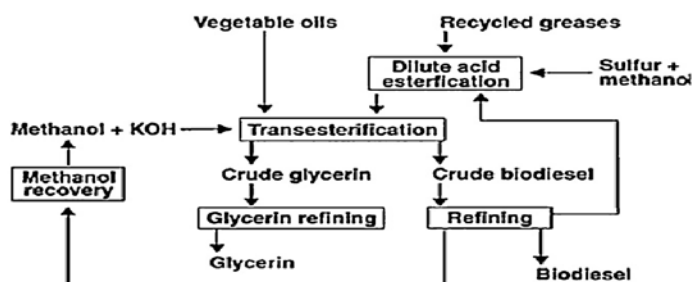 Vegetable oils
Recycled greases
Dilute acid
esterfication
Sulfur +
methanol
Methanol + KOH
Transesterification
Methanol
recovery
Crude glycerin
Crude biodiesel
Glycerin refining
Refining
Glycerin
Biodiesel